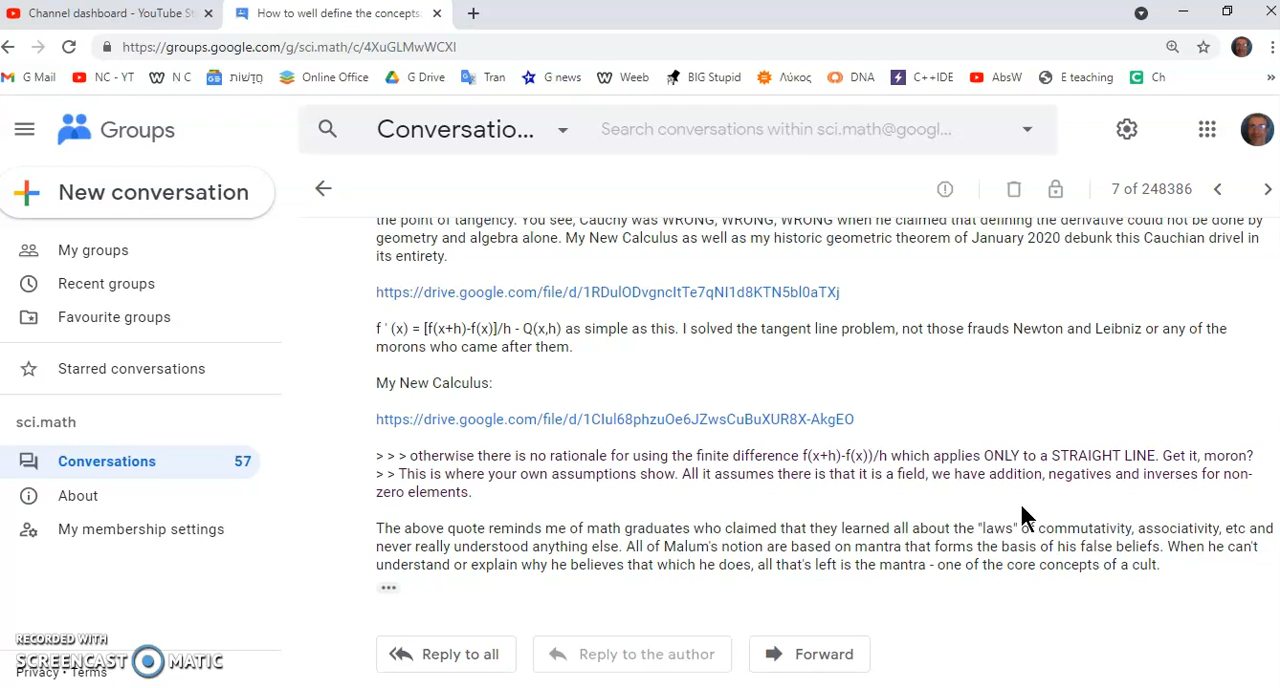 Channel dashboard - YouTube St
How to well define the concepts
https://groups.google.com/g/sci.math/c/4XuGLMwWCXI
G Mail NC - YT N C חֲדָשׁוֹת Online Office G Drive Tran G news Weeb BIG Stupid Λύκος DNA C++IDE AbsW E teaching Ch »
Groups
Conversatio...
Search conversations within sci.math@googl...
New conversation
7 of 248386
My groups
Recent groups
Favourite groups
Starred conversations
sci.math
Conversations 57
About
My membership settings
the point of tangency. You see, Cauchy was WRONG, WRONG, WRONG when he claimed that defining the derivative could not be done by
geometry and algebra alone. My New Calculus as well as my historic geometric theorem of January 2020 debunk this Cauchian drivel in
its entirety.
https://drive.google.com/file/d/1RDulODvgncItTe7qNI1d8KTN5bl0aTXj
f ' (x) = [f(x+h)-f(x)]/h - Q(x,h) as simple as this. I solved the tangent line problem, not those frauds Newton and Leibniz or any of the
morons who came after them.
My New Calculus:
https://drive.google.com/file/d/1CIul68phzuOe6JZwsCuBuXUR8X-AkgEO
> > > otherwise there is no rationale for using the finite difference f(x+h)-f(x))/h which applies ONLY to a STRAIGHT LINE. Get it, moron?
> > This is where your own assumptions show. All it assumes there is that it is a field, we have addition, negatives and inverses for non-
zero elements.
The above quote reminds me of math graduates who claimed that they learned all about the "laws" of commutativity, associativity, etc and
never really understood anything else. All of Malum's notion are based on mantra that forms the basis of his false beliefs. When he can't
understand or explain why he believes that which he does, all that's left is the mantra - one of the core concepts of a cult.
Reply to all
Reply to the author
Forward
RECORDED WITH
SCREENCAST MATIC
Privacy • Terms